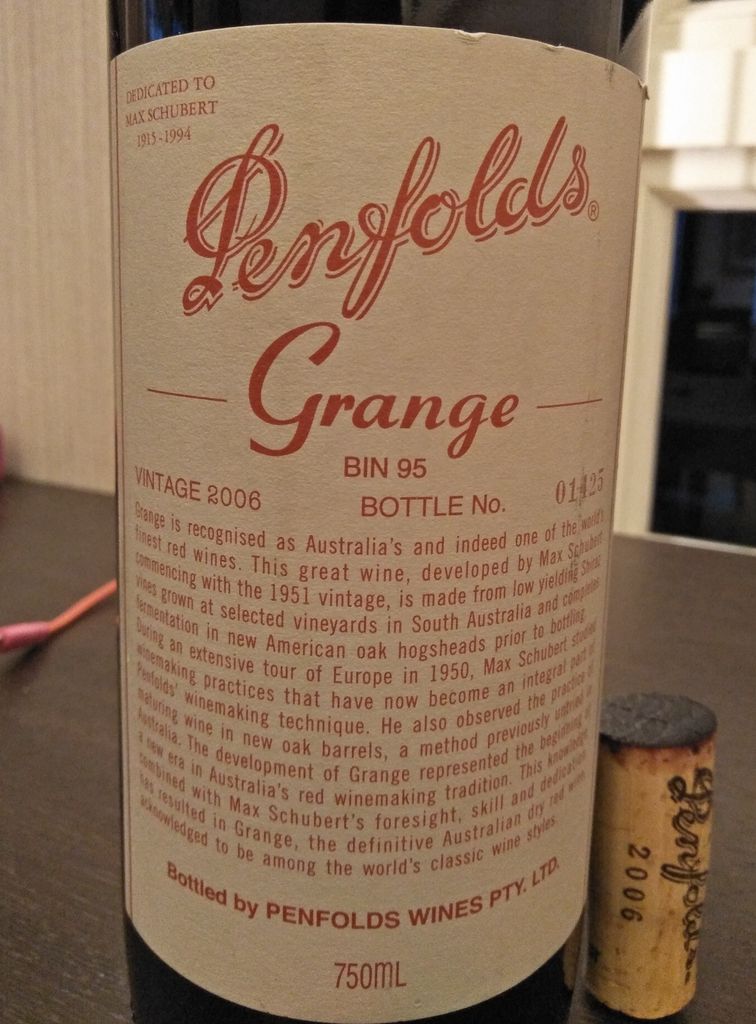 DEDICATED TO
MAX SCHUBERT
1915-1994
Penfolds®
Grange
BIN 95
VINTAGE 2006
BOTTLE No. 01425
Grange is recognised as Australia's and indeed one of the world's
finest red wines. This great wine, developed by Max Schubert
commencing with the 1951 vintage, is made from low yielding Shiraz
vines grown at selected vineyards in South Australia and completes
fermentation in new American oak hogsheads prior to bottling.
During an extensive tour of Europe in 1950, Max Schubert studied
winemaking practices that have now become an integral part of
Penfolds' winemaking technique. He also observed the practice of
maturing wine in new oak barrels, a method previously untried in
Australia. The development of Grange represented the beginning of
a new era in Australia's red winemaking tradition. This knowledge
combined with Max Schubert's foresight, skill and dedication
has resulted in Grange, the definitive Australian dry red wine
acknowledged to be among the world's classic wine styles.
Bottled by PENFOLDS WINES PTY. LTD.
750mL
Penfolds
2006